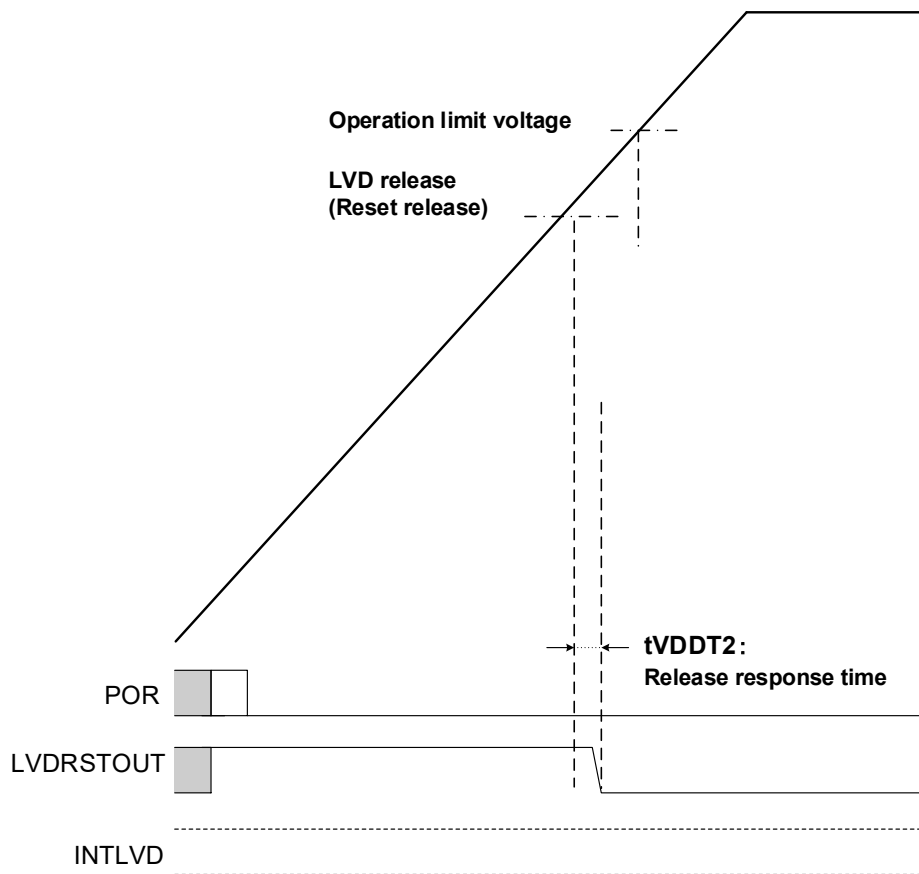 Operation limit voltage
LVD release
(Reset release)
tVDDT2:
Release response time
POR
LVDRSTOUT
INTLVD